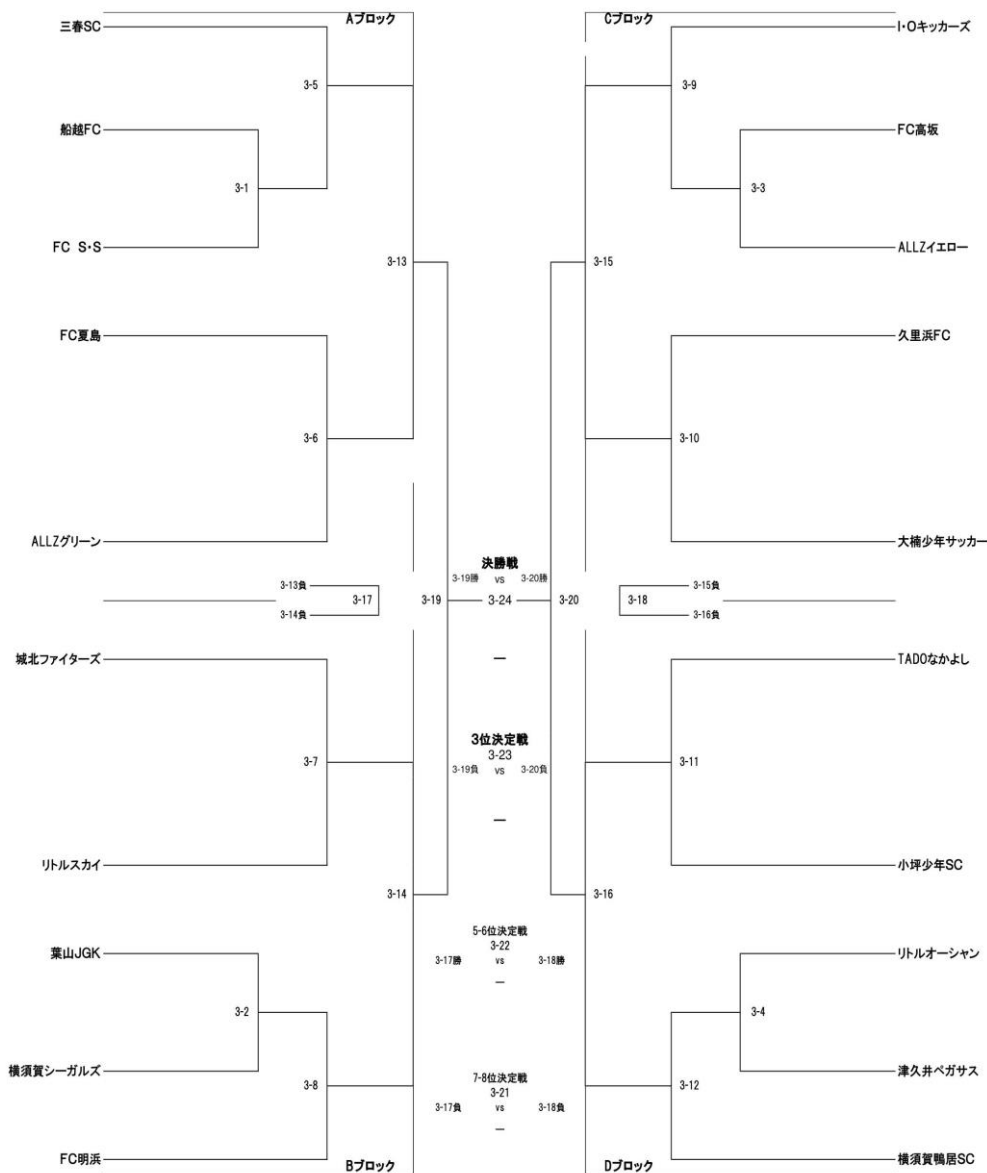 Aブロック
Cブロック
三春SC
I・Oキッカーズ
3-5
3-9
船越FC
FC高坂
3-1
3-3
FC S・S
ALLZイエロー
3-13
3-15
FC夏島
久里浜FC
3-6
3-10
ALLZグリーン
大楠少年サッカー
決勝戦
3-19勝 vs 3-20勝
3-13負
3-15負
3-17
3-19
3-24
3-20
3-18
3-14負
3-16負
城北ファイターズ
TADOなかよし
3位決定戦
3-23
3-7
3-11
3-19負 vs 3-20負
リトルスカイ
小坪少年SC
3-14
3-16
5-6位決定戦
3-22
3-17勝 vs 3-18勝
葉山JGK
リトルオーシャン
3-2
3-4
横須賀シーガルズ
津久井ペガサス
7-8位決定戦
3-21
3-17負 vs 3-18負
3-8
3-12
FC明浜
横須賀鴨居SC
Bブロック
Dブロック